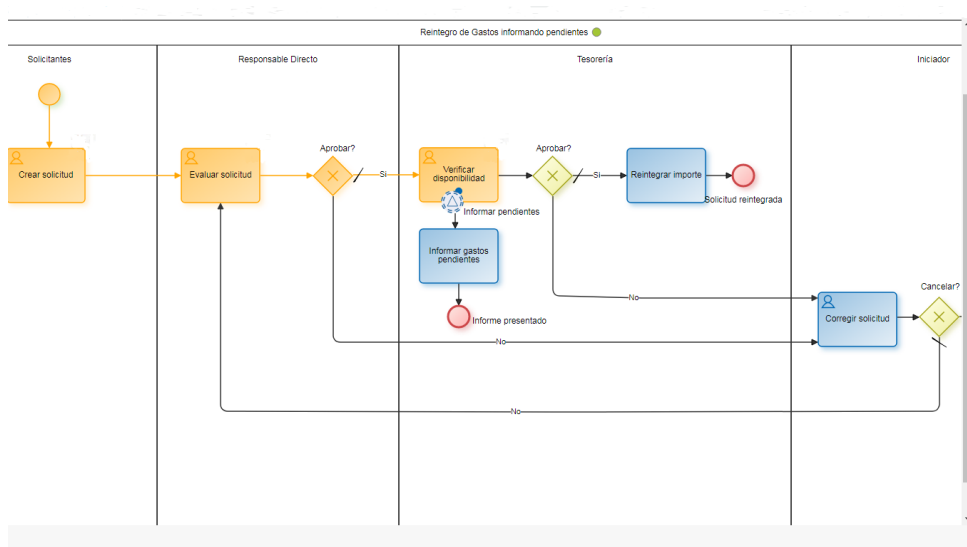 Reintegro de Gastos informando pendientes
Solicitantes
Responsable Directo
Tesorería
Iniciador
Crear solicitud
Evaluar solicitud
Aprobar?
Si
Verificar
disponibilidad
Aprobar?
Si
Reintegrar importe
Solicitud reintegrada
Informar pendientes
Informar gastos
pendientes
Informe presentado
No
No
Corregir solicitud
Cancelar?
No